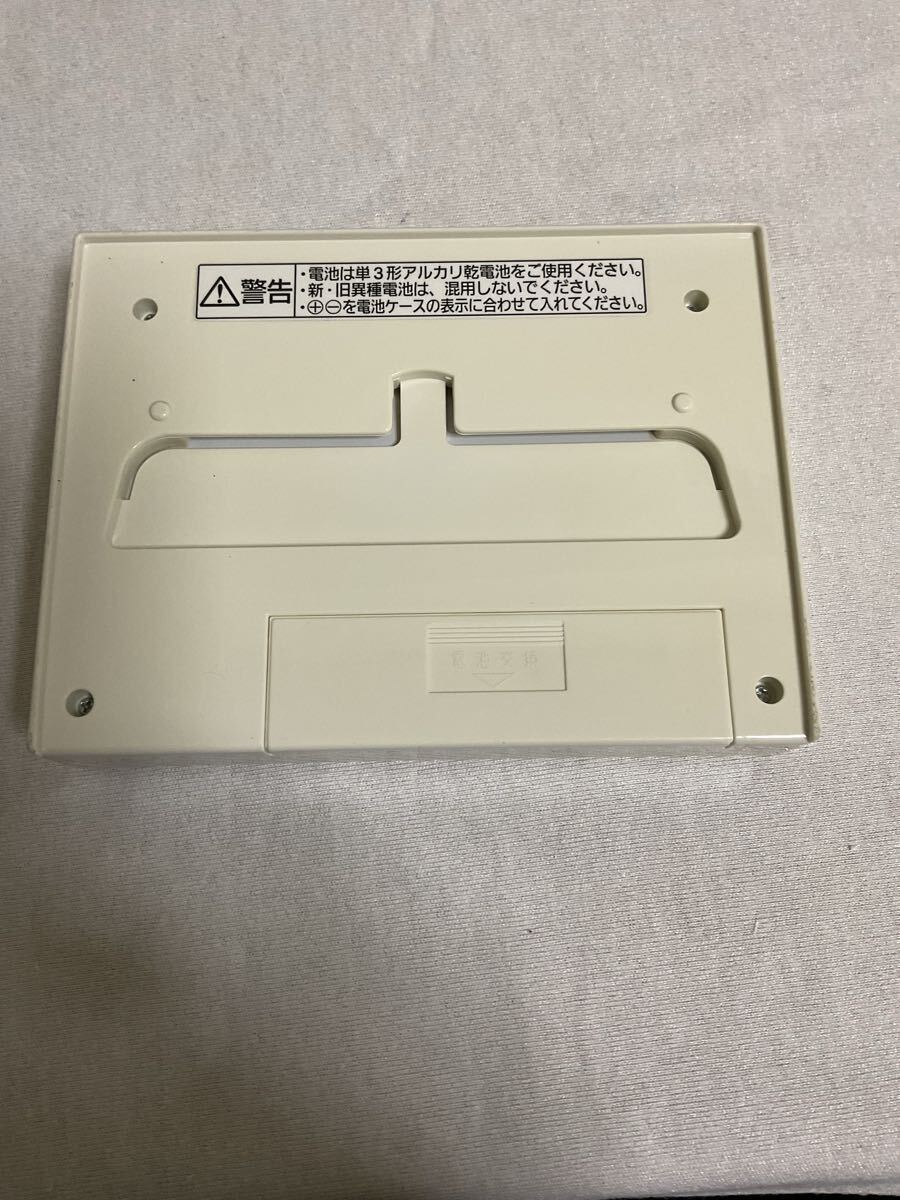 警告
・電池は単3形アルカリ乾電池をご使用ください。
・新・旧異種電池は、混用しないでください。
・⊕⊖を電池ケースの表示に合わせて入れてください。
電池交換